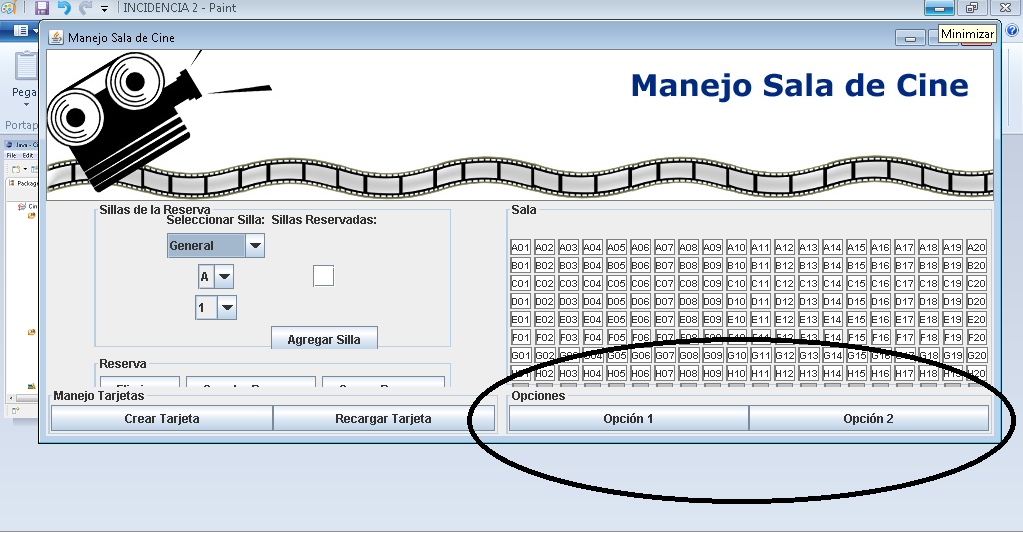 INCIDENCIA 2 - Paint
Manejo Sala de Cine
Minimizar
Pega
Portap
Java - C
File Edit
Package
Cin
Manejo Sala de Cine
Sillas de la Reserva
Seleccionar Silla: Sillas Reservadas:
General
A
1
Agregar Silla
Reserva
Sala
A01 A02 A03 A04 A05 A06 A07 A08 A09 A10 A11 A12 A13 A14 A15 A16 A17 A18 A19 A20
B01 B02 B03 B04 B05 B06 B07 B08 B09 B10 B11 B12 B13 B14 B15 B16 B17 B18 B19 B20
C01 C02 C03 C04 C05 C06 C07 C08 C09 C10 C11 C12 C13 C14 C15 C16 C17 C18 C19 C20
D01 D02 D03 D04 D05 D06 D07 D08 D09 D10 D11 D12 D13 D14 D15 D16 D17 D18 D19 D20
E01 E02 E03 E04 E05 E06 E07 E08 E09 E10 E11 E12 E13 E14 E15 E16 E17 E18 E19 E20
F01 F02 F03 F04 F05 F06 F07 F08 F09 F10 F11 F12 F13 F14 F15 F16 F17 F18 F19 F20
G01 G02 G03 G04 G05 G06 G07 G08 G09 G10 G11 G12 G13 G14 G15 G16 G17 G18 G19 G20
H01 H02 H03 H04 H05 H06 H07 H08 H09 H10 H11 H12 H13 H14 H15 H16 H17 H18 H19 H20
Manejo Tarjetas
Crear Tarjeta
Recargar Tarjeta
Opciones
Opción 1
Opción 2